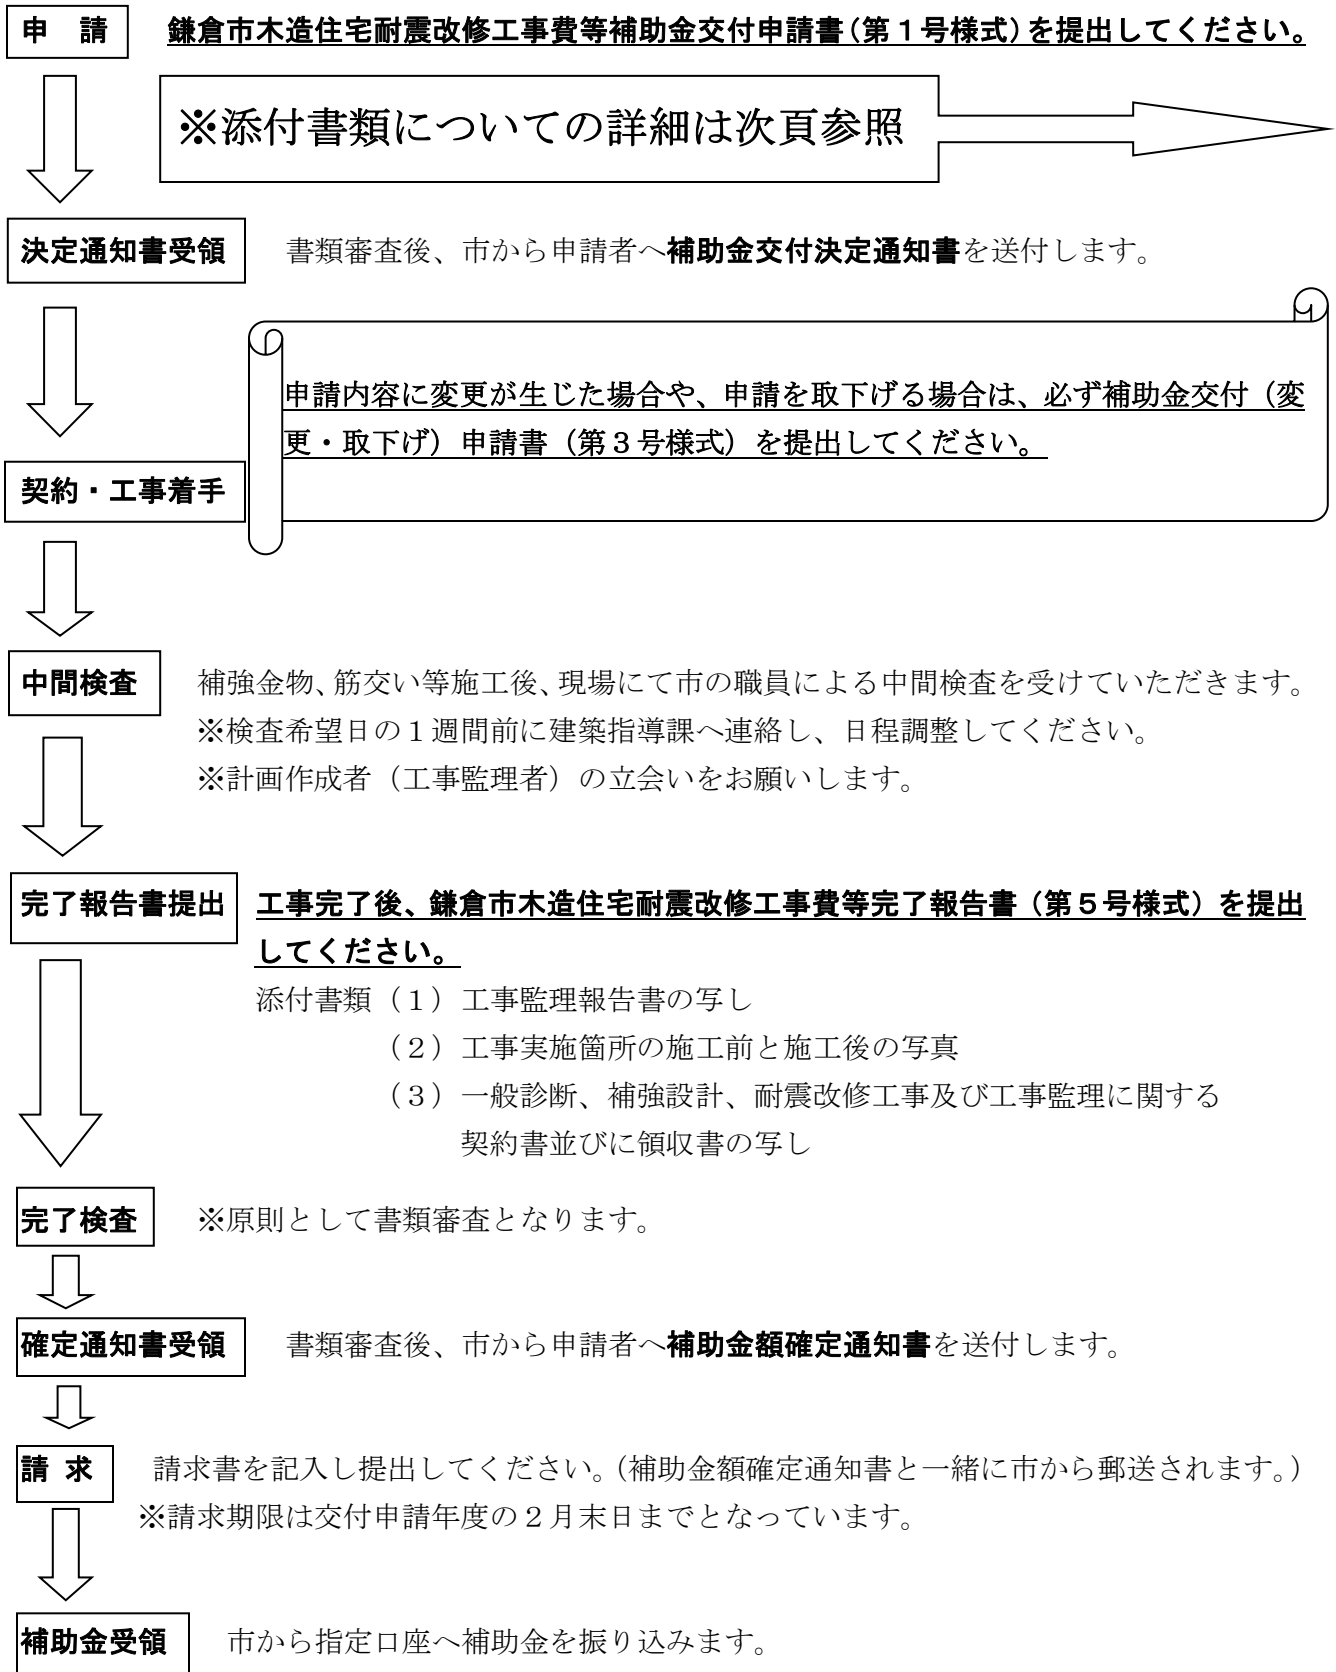 申　請　鎌倉市木造住宅耐震改修工事費等補助金交付申請書（第１号様式）を提出してください。
※添付書類についての詳細は次頁参照
決定通知書受領　書類審査後、市から申請者へ補助金交付決定通知書を送付します。
申請内容に変更が生じた場合や、申請を取下げる場合は、必ず補助金交付（変
更・取下げ）申請書（第３号様式）を提出してください。
契約・工事着手
中間検査　補強金物、筋交い等施工後、現場にて市の職員による中間検査を受けていただきます。
※検査希望日の１週間前に建築指導課へ連絡し、日程調整してください。
※計画作成者（工事監理者）の立会いをお願いします。
完了報告書提出　工事完了後、鎌倉市木造住宅耐震改修工事費等完了報告書（第５号様式）を提出
してください。
添付書類（１）工事監理報告書の写し
（２）工事実施箇所の施工前と施工後の写真
（３）一般診断、補強設計、耐震改修工事及び工事監理に関する
契約書並びに領収書の写し
完了検査　※原則として書類審査となります。
確定通知書受領　書類審査後、市から申請者へ補助金額確定通知書を送付します。
請 求　請求書を記入し提出してください。（補助金額確定通知書と一緒に市から郵送されます。）
※請求期限は交付申請年度の２月末日までとなっています。
補助金受領　市から指定口座へ補助金を振り込みます。